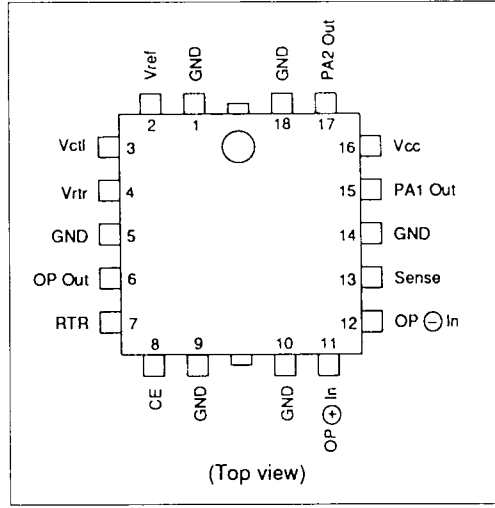 Vref
GND
GND
PA2 Out
2
1
18
17
Vctl 3
16 Vcc
Vrtr 4
15 PA1 Out
GND 5
14 GND
OP Out 6
13 Sense
RTR 7
12 OP ⊖ In
8
9
10
11
CE
GND
GND
OP ⊕ In
(Top view)